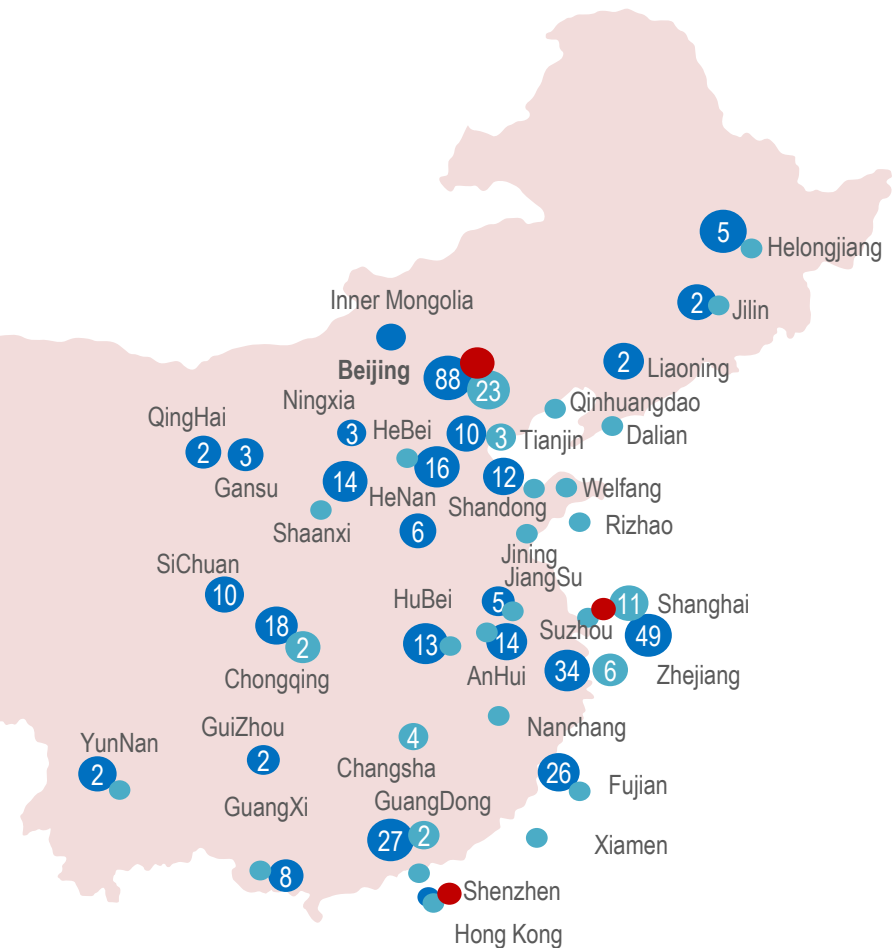 5
Helongjiang
Inner Mongolia
2
Jilin
Beijing
88
23
2
Liaoning
Ningxia
Qinhuangdao
QingHai
3
HeBei
10
3
Tianjin
Dalian
2
3
Gansu
14
16
12
HeNan
Shandong
Welfang
Shaanxi
6
Rizhao
Jining
SiChuan
JiangSu
10
HuBei
5
11
Shanghai
18
2
13
14
Suzhou
49
Chongqing
AnHui
34
6
Zhejiang
GuiZhou
Nanchang
YunNan
4
2
Changsha
2
26
Fujian
GuangXi
GuangDong
27
2
Xiamen
8
Shenzhen
Hong Kong